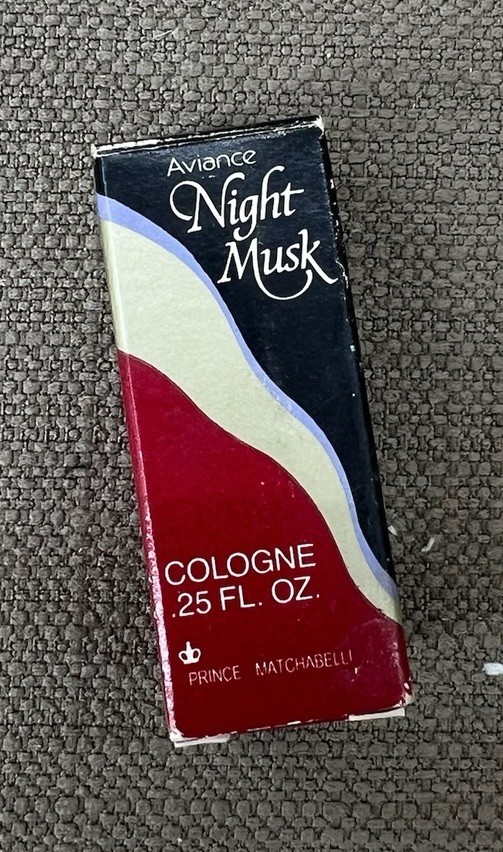 Aviance
Night
Musk
COLOGNE
.25 FL. OZ.
PRINCE MATCHABELLI